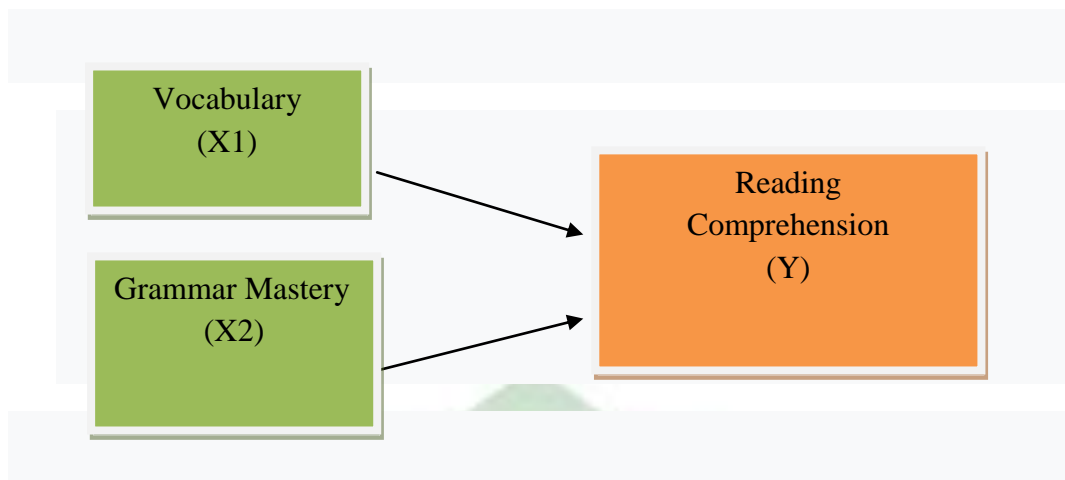 Vocabulary
(X1)
Grammar Mastery
(X2)
Reading
Comprehension
(Y)